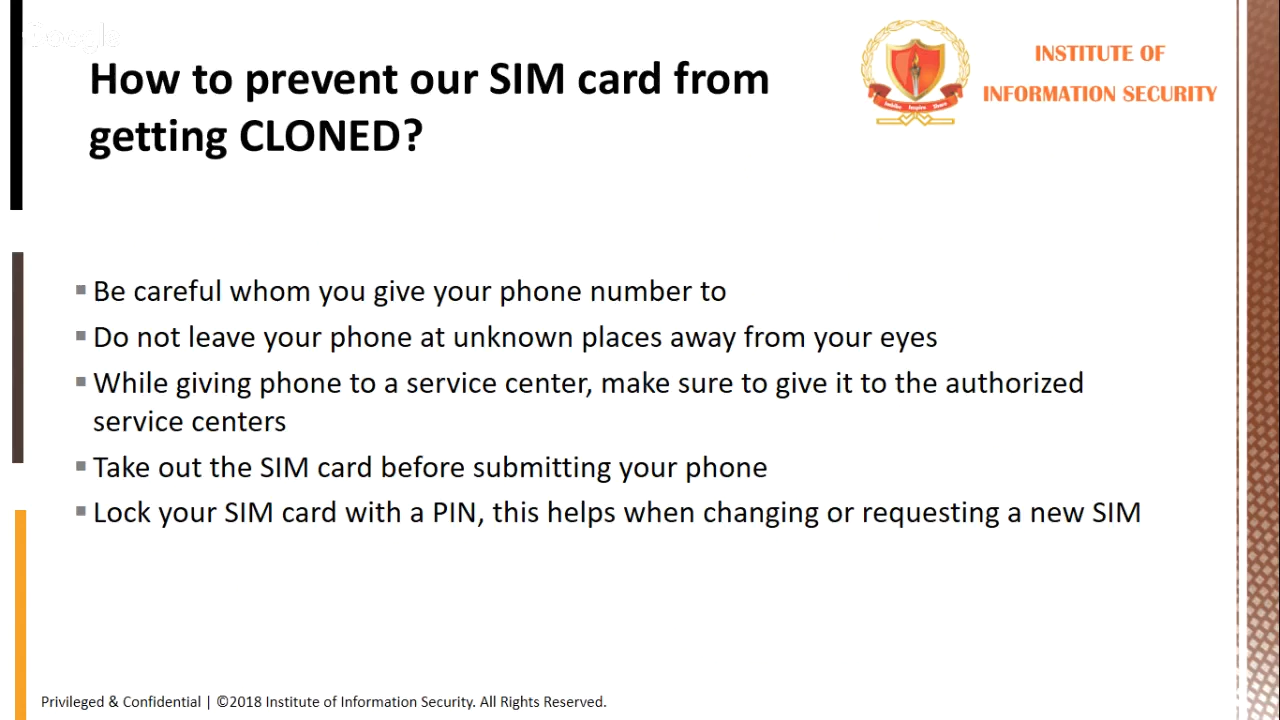 Google
How to prevent our SIM card from
getting CLONED?
INSTITUTE OF
INFORMATION SECURITY
Imbibe Inspire Share
Be careful whom you give your phone number to
Do not leave your phone at unknown places away from your eyes
While giving phone to a service center, make sure to give it to the authorized
service centers
Take out the SIM card before submitting your phone
Lock your SIM card with a PIN, this helps when changing or requesting a new SIM
Privileged & Confidential | ©2018 Institute of Information Security. All Rights Reserved.